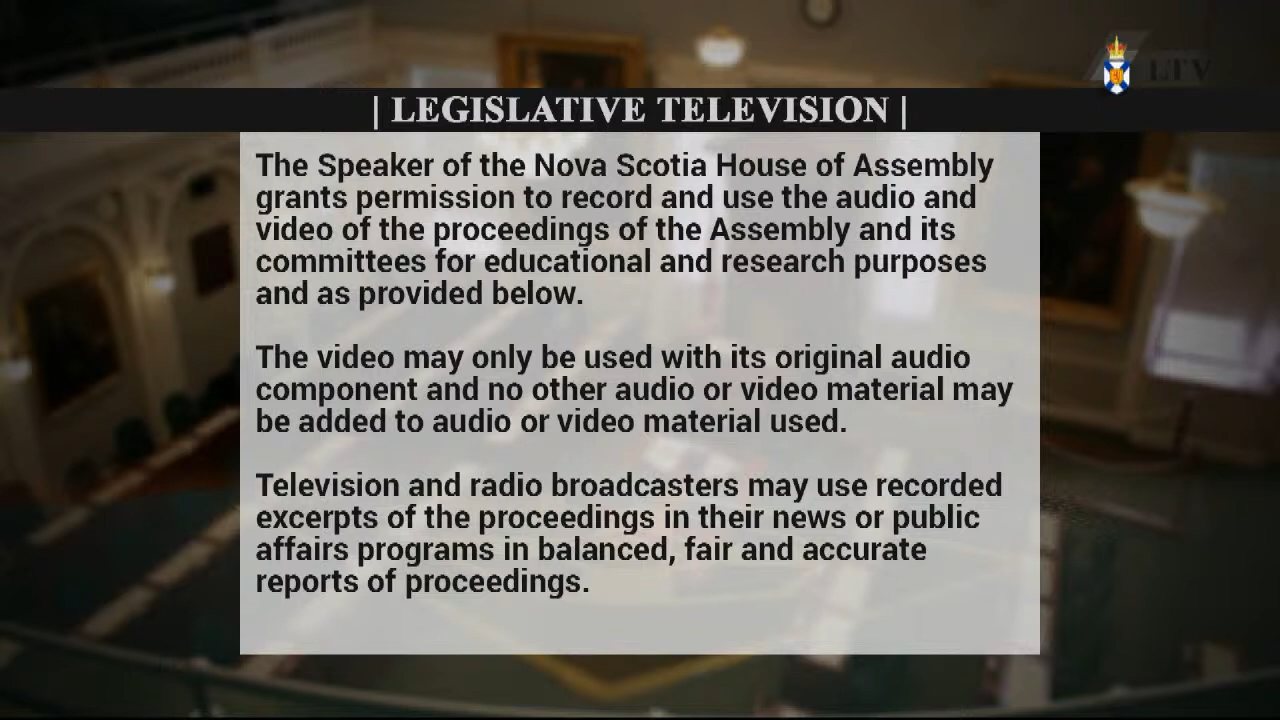 LTV
| LEGISLATIVE TELEVISION |
The Speaker of the Nova Scotia House of Assembly
grants permission to record and use the audio and
video of the proceedings of the Assembly and its
committees for educational and research purposes
and as provided below.
The video may only be used with its original audio
component and no other audio or video material may
be added to audio or video material used.
Television and radio broadcasters may use recorded
excerpts of the proceedings in their news or public
affairs programs in balanced, fair and accurate
reports of proceedings.